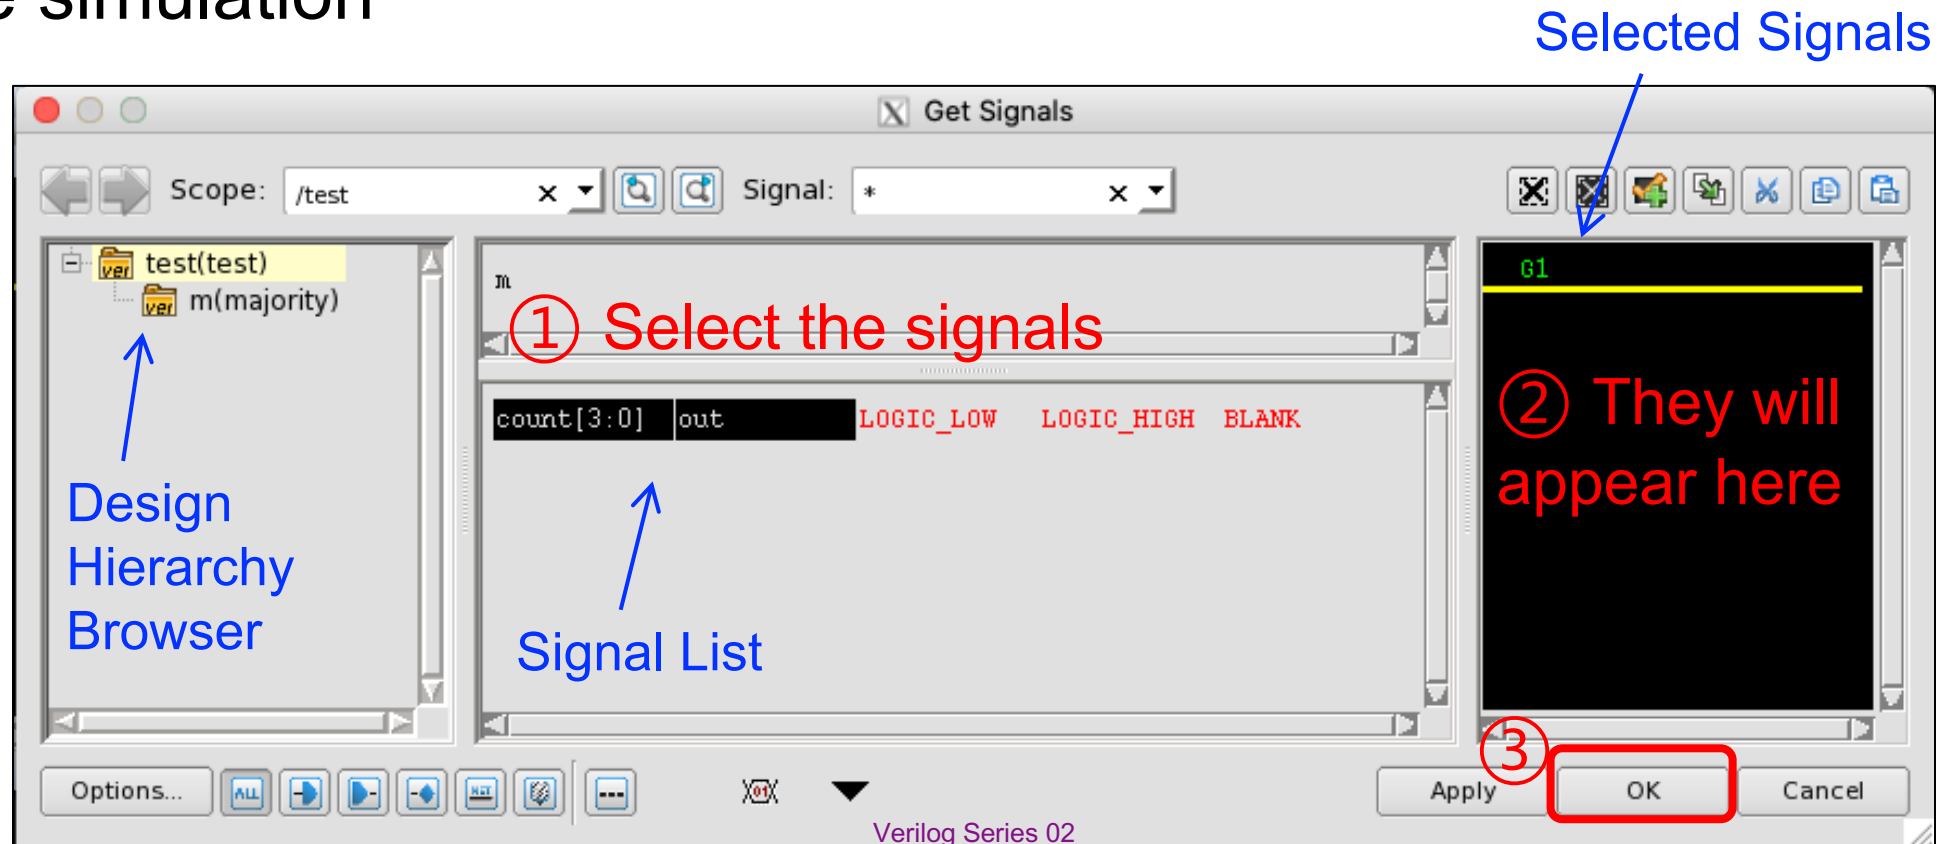 e simulation
Selected Signals
Get Signals
Scope: /test
Signal: *
test(test)
m(majority)
m
① Select the signals
count[3:0] out LOGIC_LOW LOGIC_HIGH BLANK
G1
② They will
appear here
Design
Hierarchy
Browser
Signal List
③
Options... ALL NET Apply OK Cancel
Verilog Series 02